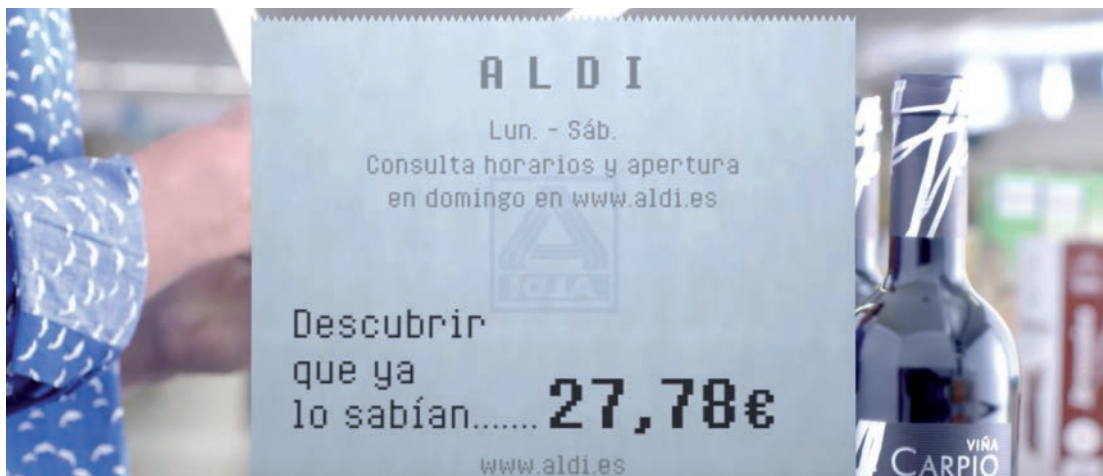 ALDI
Lun. - Sáb.
Consulta horarios y apertura
en domingo en www.aldi.es
ALDI
Descubrir
que ya
lo sabían....... 27,78€
www.aldi.es
VIÑA
CARPIO